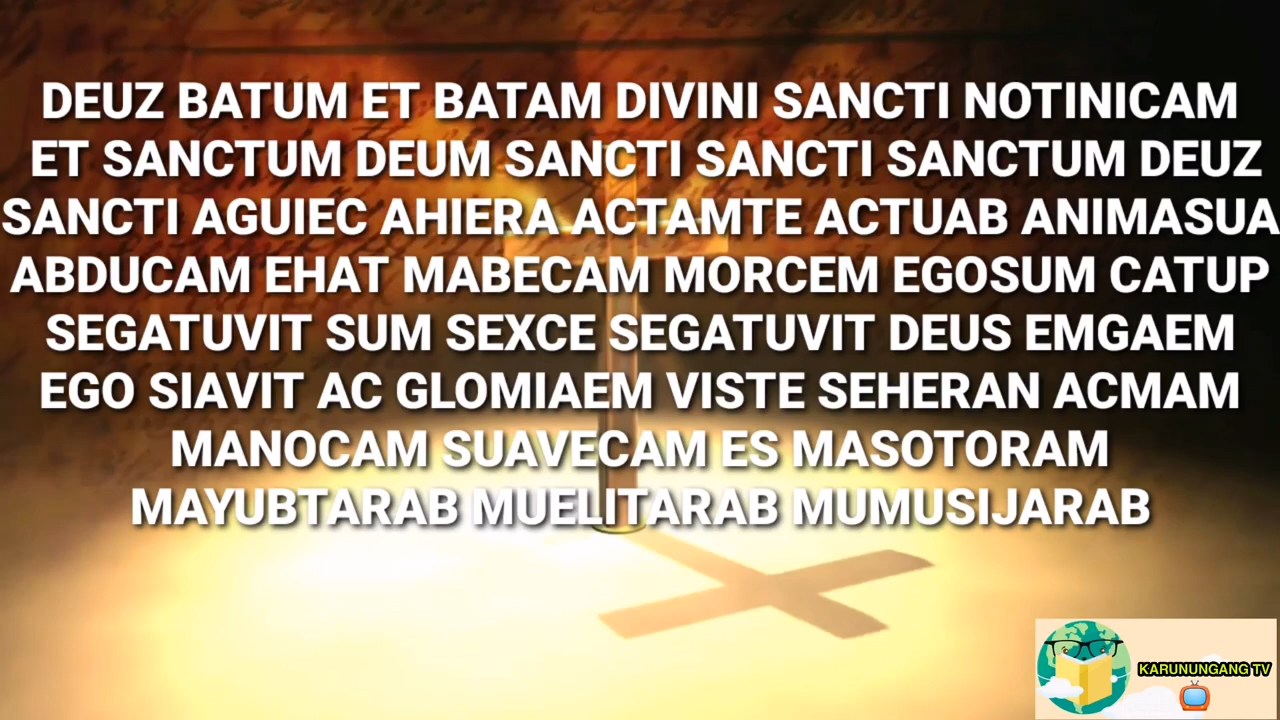 DEUZ BATUM ET BATAM DIVINI SANCTI NOTINICAM
ET SANCTUM DEUM SANCTI SANCTI SANCTUM DEUZ
SANCTI AGUIEC AHIERA ACTAMTE ACTUAB ANIMASUA
ABDUCAM EHAT MABECAM MORCEM EGOSUM CATUP
SEGATUVIT SUM SEXCE SEGATUVIT DEUS EMGAEM
EGO SIAVIT AC GLOMIAEM VISTE SEHERAN ACMAM
MANOCAM SUAVECAM ES MASOTORAM
MAYUBTARAB MUELITARAB MUMUSIJARAB
KARUNUNGANG TV